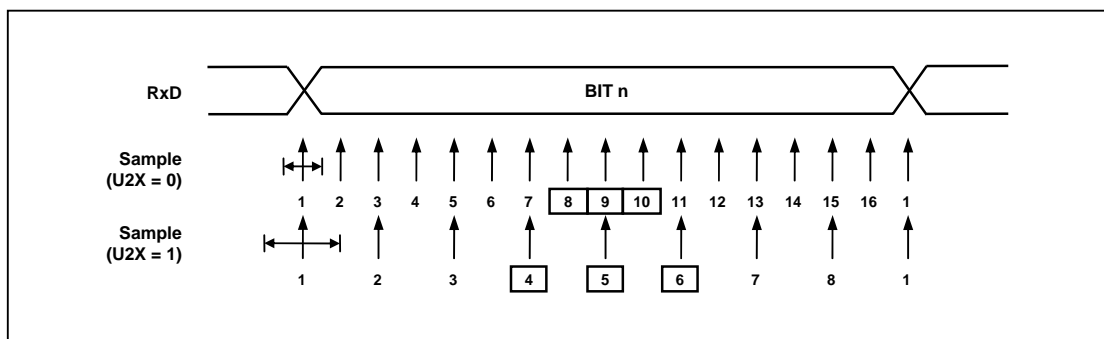 RxD
BIT n
Sample
(U2X = 0)
1 2 3 4 5 6 7 8 9 10 11 12 13 14 15 16 1
Sample
(U2X = 1)
1 2 3 4 5 6 7 8 1